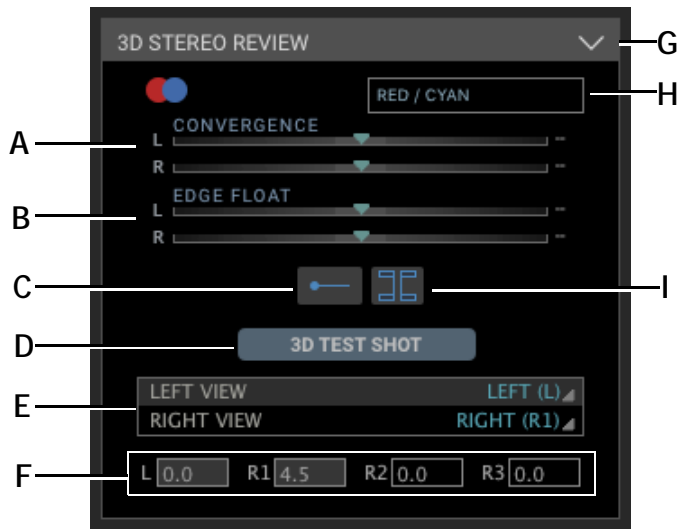 3D STEREO REVIEW
G
RED / CYAN
H
A
CONVERGENCE
L --
R --
B
EDGE FLOAT
L --
R --
C
I
D
3D TEST SHOT
E
LEFT VIEW LEFT (L)
RIGHT VIEW RIGHT (R1)
F
L 0.0 R1 4.5 R2 0.0 R3 0.0